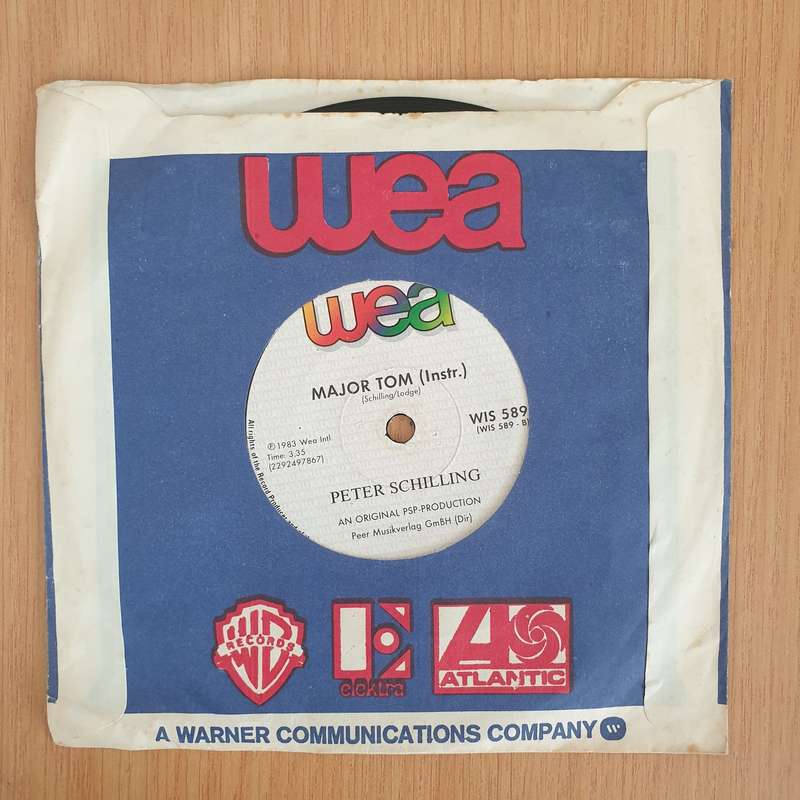 wea
wea
MAJOR TOM (Instr.)
(Schilling/Lodge)
WIS 589
(WIS 589 - B)
℗ 1983 Wea Intl.
Time: 3,35
(2292497867)
All rights of the Record Producer and
PETER SCHILLING
AN ORIGINAL PSP-PRODUCTION
Peer Musikverlag GmBH (Dir)
WB
RECORDS
elektra
ATLANTIC
A WARNER COMMUNICATIONS COMPANY